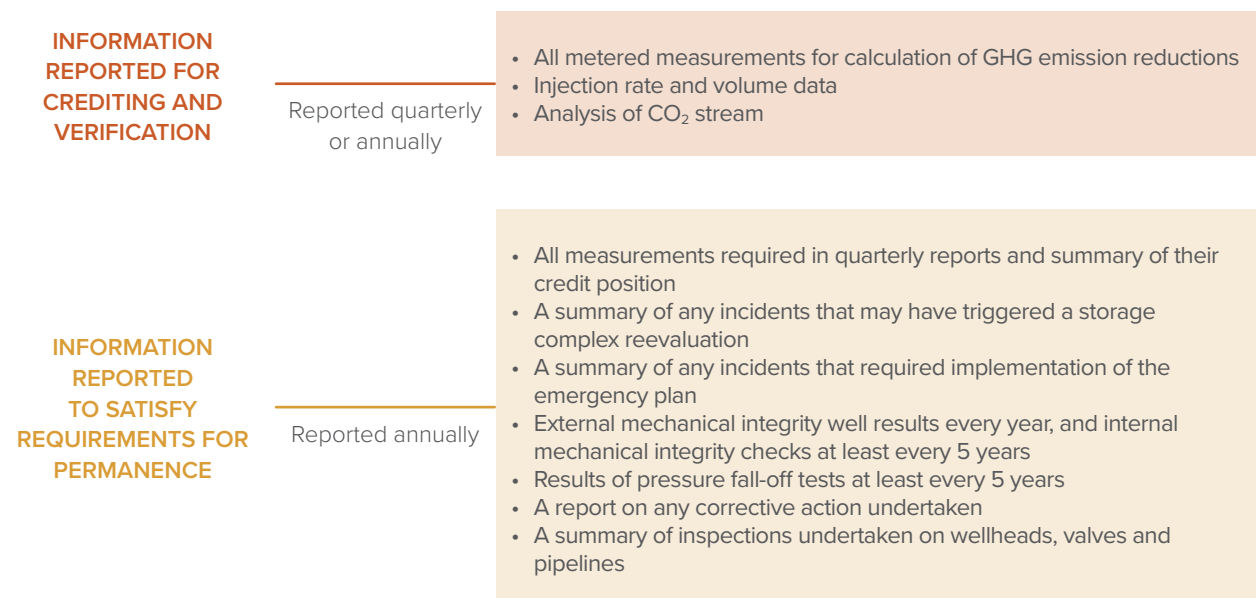 INFORMATION
REPORTED FOR
CREDITING AND
VERIFICATION
Reported quarterly
or annually
• All metered measurements for calculation of GHG emission reductions
• Injection rate and volume data
• Analysis of CO₂ stream
INFORMATION
REPORTED
TO SATISFY
REQUIREMENTS FOR
PERMANENCE
Reported annually
• All measurements required in quarterly reports and summary of their
credit position
• A summary of any incidents that may have triggered a storage
complex reevaluation
• A summary of any incidents that required implementation of the
emergency plan
• External mechanical integrity well results every year, and internal
mechanical integrity checks at least every 5 years
• Results of pressure fall-off tests at least every 5 years
• A report on any corrective action undertaken
• A summary of inspections undertaken on wellheads, valves and
pipelines